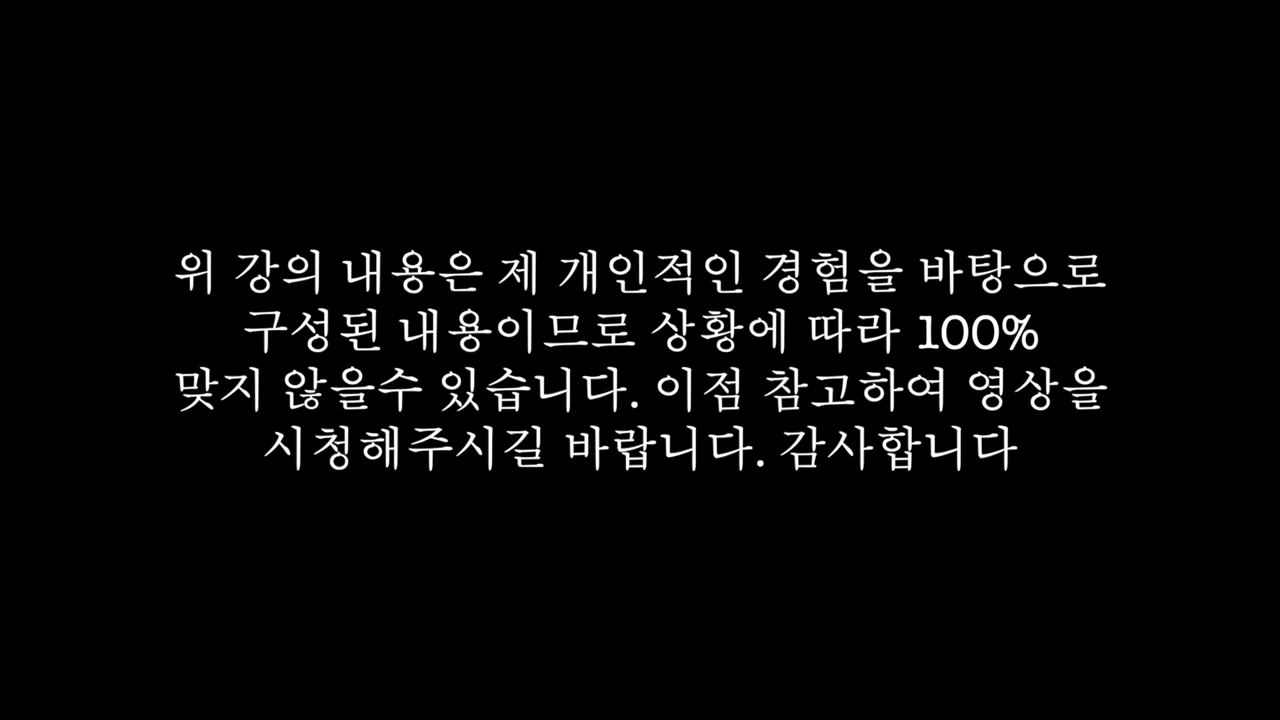 위 강의 내용은 제 개인적인 경험을 바탕으로
구성된 내용이므로 상황에 따라 100%
맞지 않을수 있습니다. 이점 참고하여 영상을
시청해주시길 바랍니다. 감사합니다